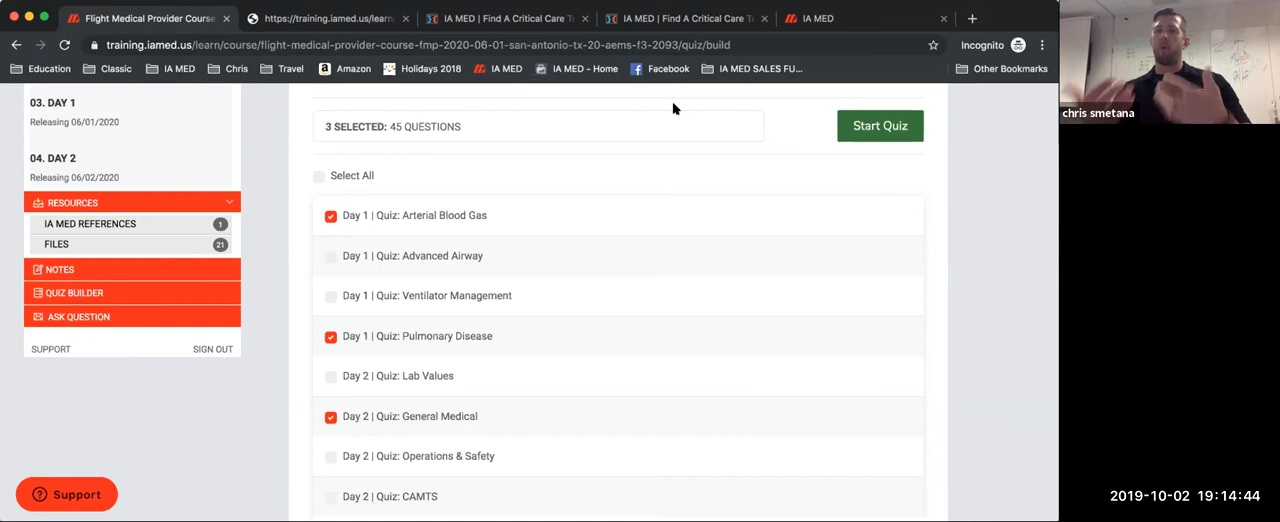 Flight Medical Provider Course
https://training.iamed.us/learn
IA MED | Find A Critical Care T
IA MED | Find A Critical Care T
IA MED
training.iamed.us/learn/course/flight-medical-provider-course-fmp-2020-06-01-san-antonio-tx-20-aems-f3-2093/quiz/build
Incognito
Education
Classic
IA MED
Chris
Travel
Amazon
Holidays 2018
IA MED
IA MED - Home
Facebook
IA MED SALES FU...
Other Bookmarks
chris smetana
03. DAY 1
Releasing 06/01/2020
04. DAY 2
Releasing 06/02/2020
RESOURCES
IA MED REFERENCES 1
FILES 21
NOTES
QUIZ BUILDER
ASK QUESTION
SUPPORT SIGN OUT
3 SELECTED: 45 QUESTIONS
Start Quiz
Select All
Day 1 | Quiz: Arterial Blood Gas
Day 1 | Quiz: Advanced Airway
Day 1 | Quiz: Ventilator Management
Day 1 | Quiz: Pulmonary Disease
Day 2 | Quiz: Lab Values
Day 2 | Quiz: General Medical
Day 2 | Quiz: Operations & Safety
Day 2 | Quiz: CAMTS
Support
2019-10-02 19:14:44